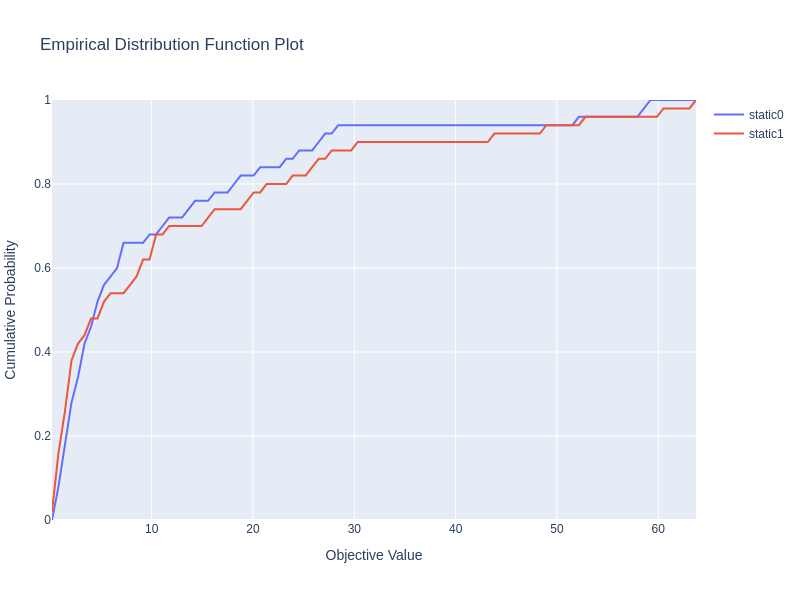 Empirical Distribution Function Plot
static0
static1
1
0.8
0.6
0.4
0.2
0
Cumulative Probability
10
20
30
40
50
60
Objective Value